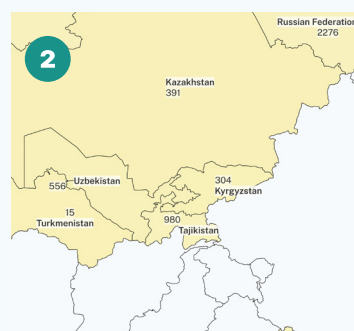 Russian Federation
2276
2
Kazakhstan
391
Uzbekistan
556
304
Kyrgyzstan
15
Turkmenistan
980
Tajikistan